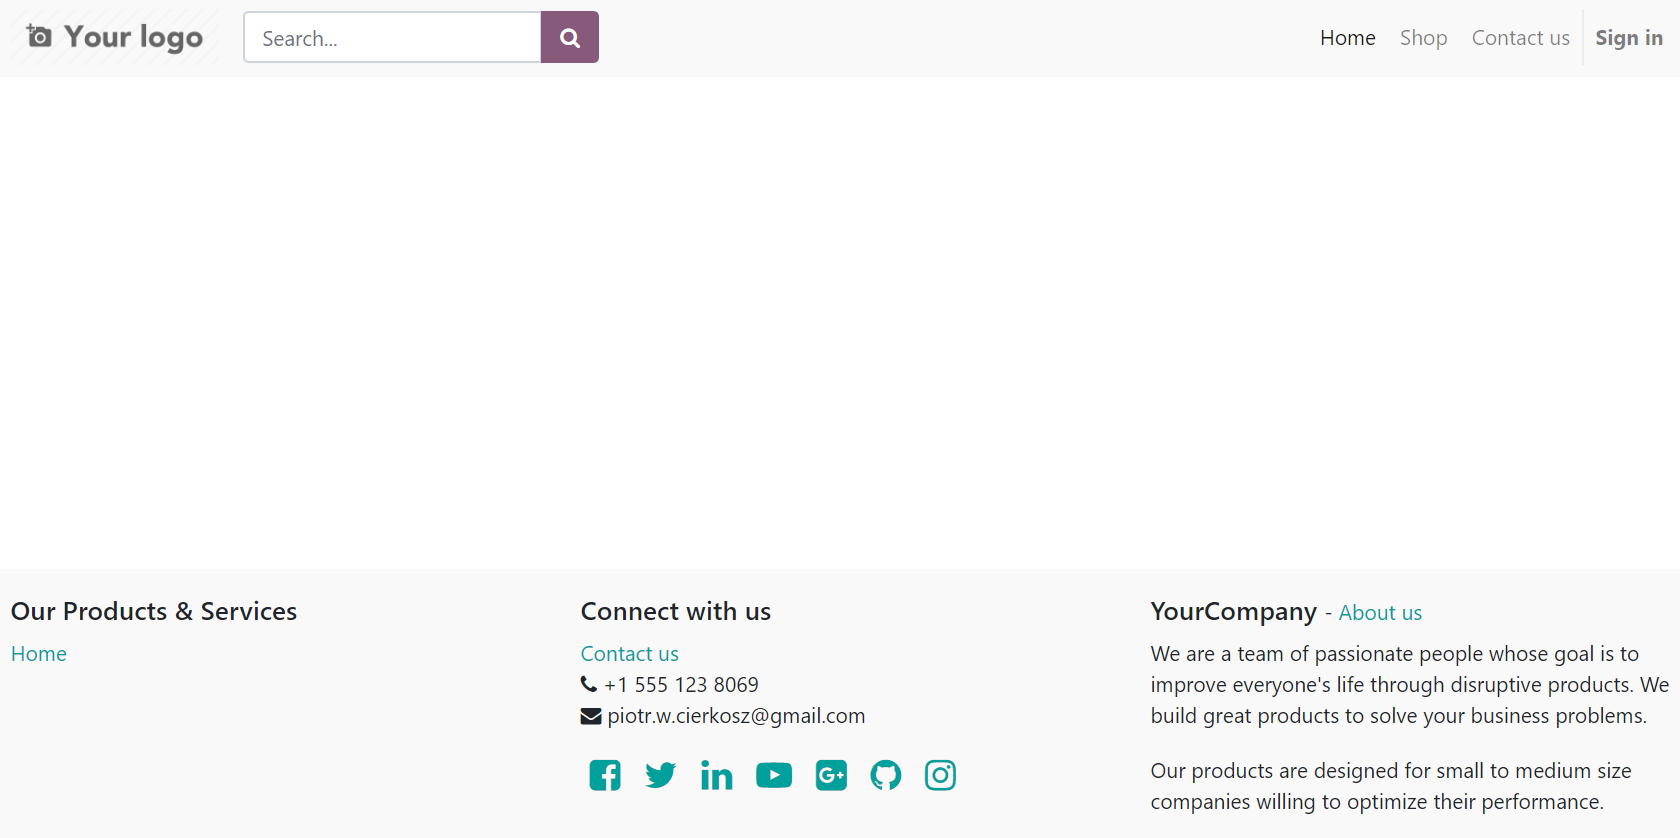 Your logo
Search...
Home
Shop
Contact us
Sign in
Our Products & Services
Home
Connect with us
Contact us
+1 555 123 8069
piotr.w.cierkosz@gmail.com
YourCompany - About us
We are a team of passionate people whose goal is to
improve everyone's life through disruptive products. We
build great products to solve your business problems.
Our products are designed for small to medium size
companies willing to optimize their performance.